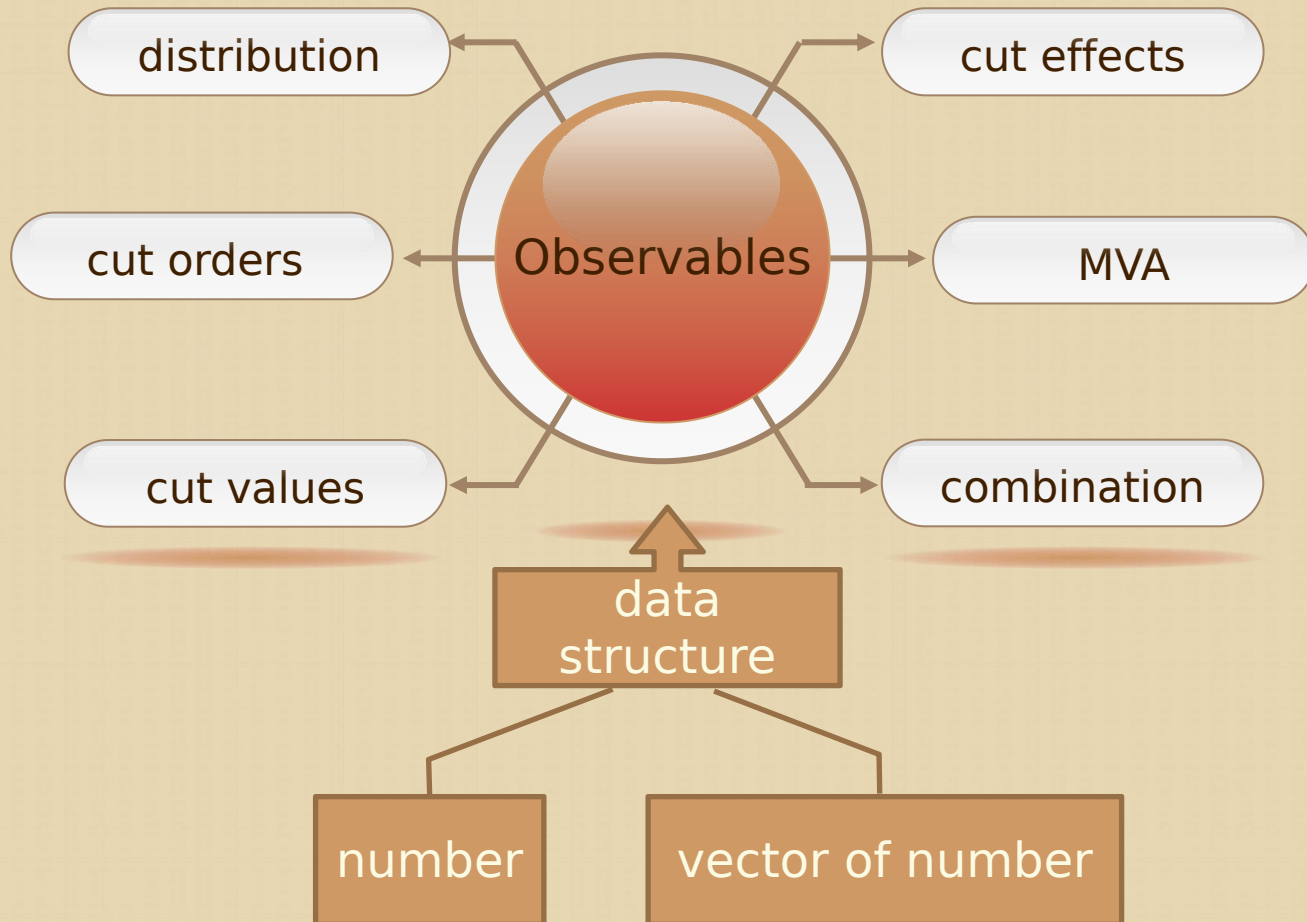 distribution
cut effects
cut orders
Observables
MVA
cut values
combination
data
structure
number
vector of number